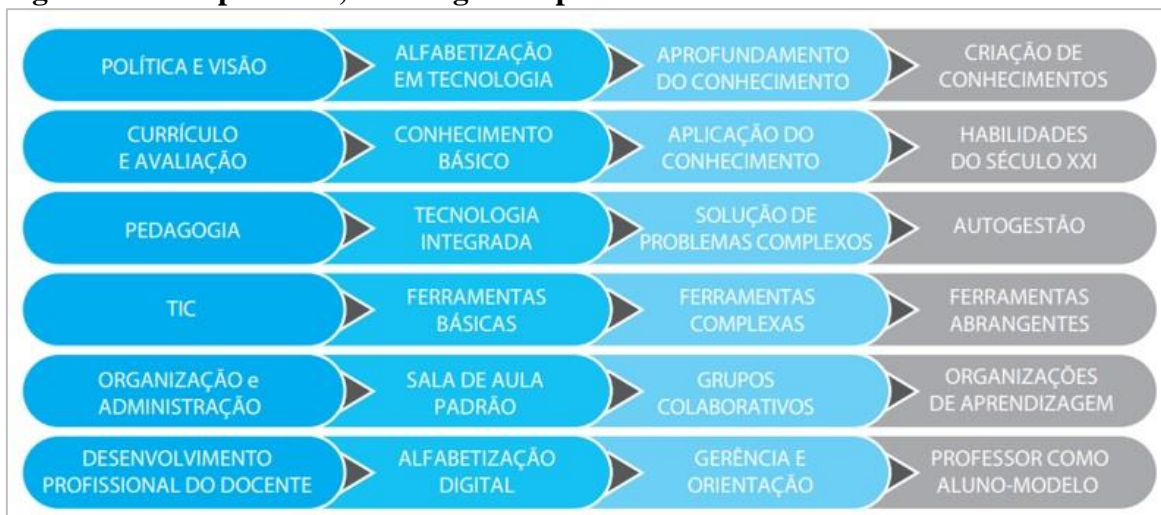 POLÍTICA E VISÃO
ALFABETIZAÇÃO
EM TECNOLOGIA
APROFUNDAMENTO
DO CONHECIMENTO
CRIAÇÃO DE
CONHECIMENTOS
CURRÍCULO
E AVALIAÇÃO
CONHECIMENTO
BÁSICO
APLICAÇÃO DO
CONHECIMENTO
HABILIDADES
DO SÉCULO XXI
PEDAGOGIA
TECNOLOGIA
INTEGRADA
SOLUÇÃO DE
PROBLEMAS COMPLEXOS
AUTOGESTÃO
TIC
FERRAMENTAS
BÁSICAS
FERRAMENTAS
COMPLEXAS
FERRAMENTAS
ABRANGENTES
ORGANIZAÇÃO e
ADMINISTRAÇÃO
SALA DE AULA
PADRÃO
GRUPOS
COLABORATIVOS
ORGANIZAÇÕES
DE APRENDIZAGEM
DESENVOLVIMENTO
PROFISSIONAL DO DOCENTE
ALFABETIZAÇÃO
DIGITAL
GERÊNCIA E
ORIENTAÇÃO
PROFESSOR COMO
ALUNO-MODELO